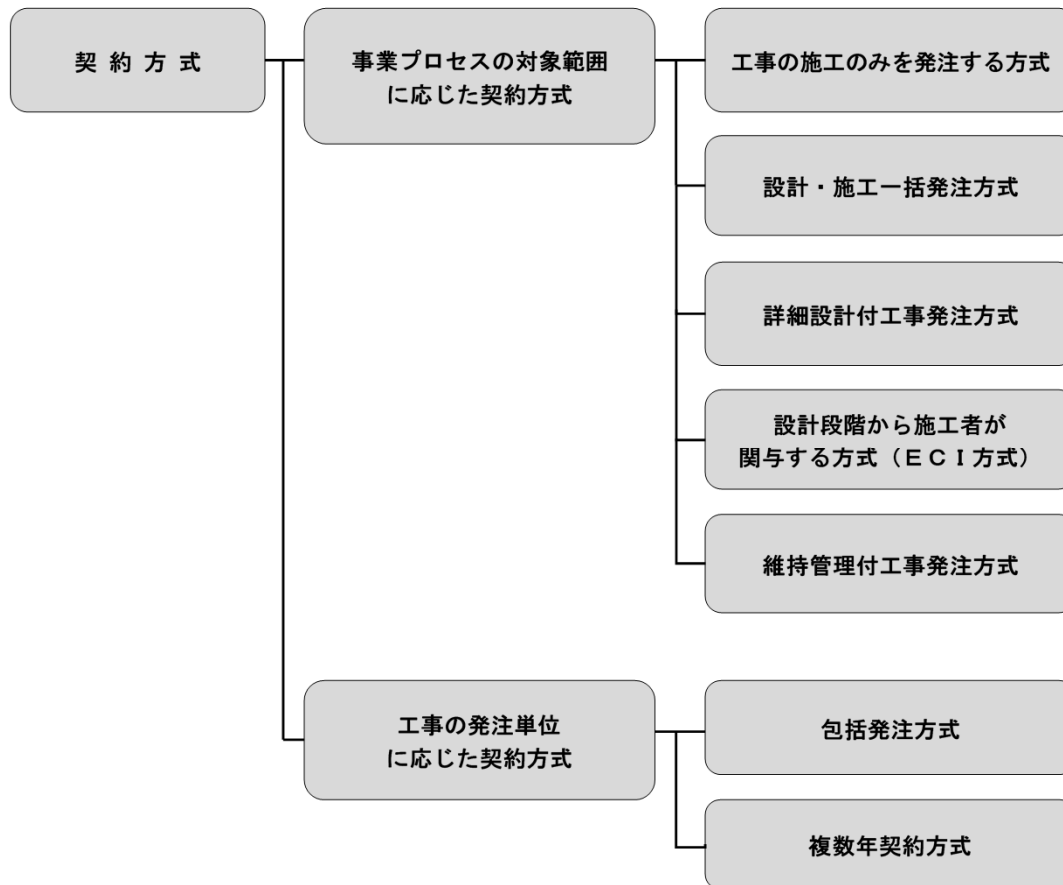 契約方式
事業プロセスの対象範囲
に応じた契約方式
工事の施工のみを発注する方式
設計・施工一括発注方式
詳細設計付工事発注方式
設計段階から施工者が
関与する方式（ＥＣＩ方式）
維持管理付工事発注方式
工事の発注単位
に応じた契約方式
包括発注方式
複数年契約方式